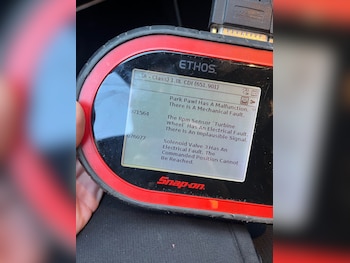 ETHOS
Park Pawl Has A Malfunction.
There Is A Mechanical Fault.
The Rpm Sensor 'Turbine
Wheel' Has An Electrical Fault
There Is An Implausible Signal
Solenoid Valve Has An
Electrical Fault. The
Commanded Position Cannot
Be Reached.
Snap-on